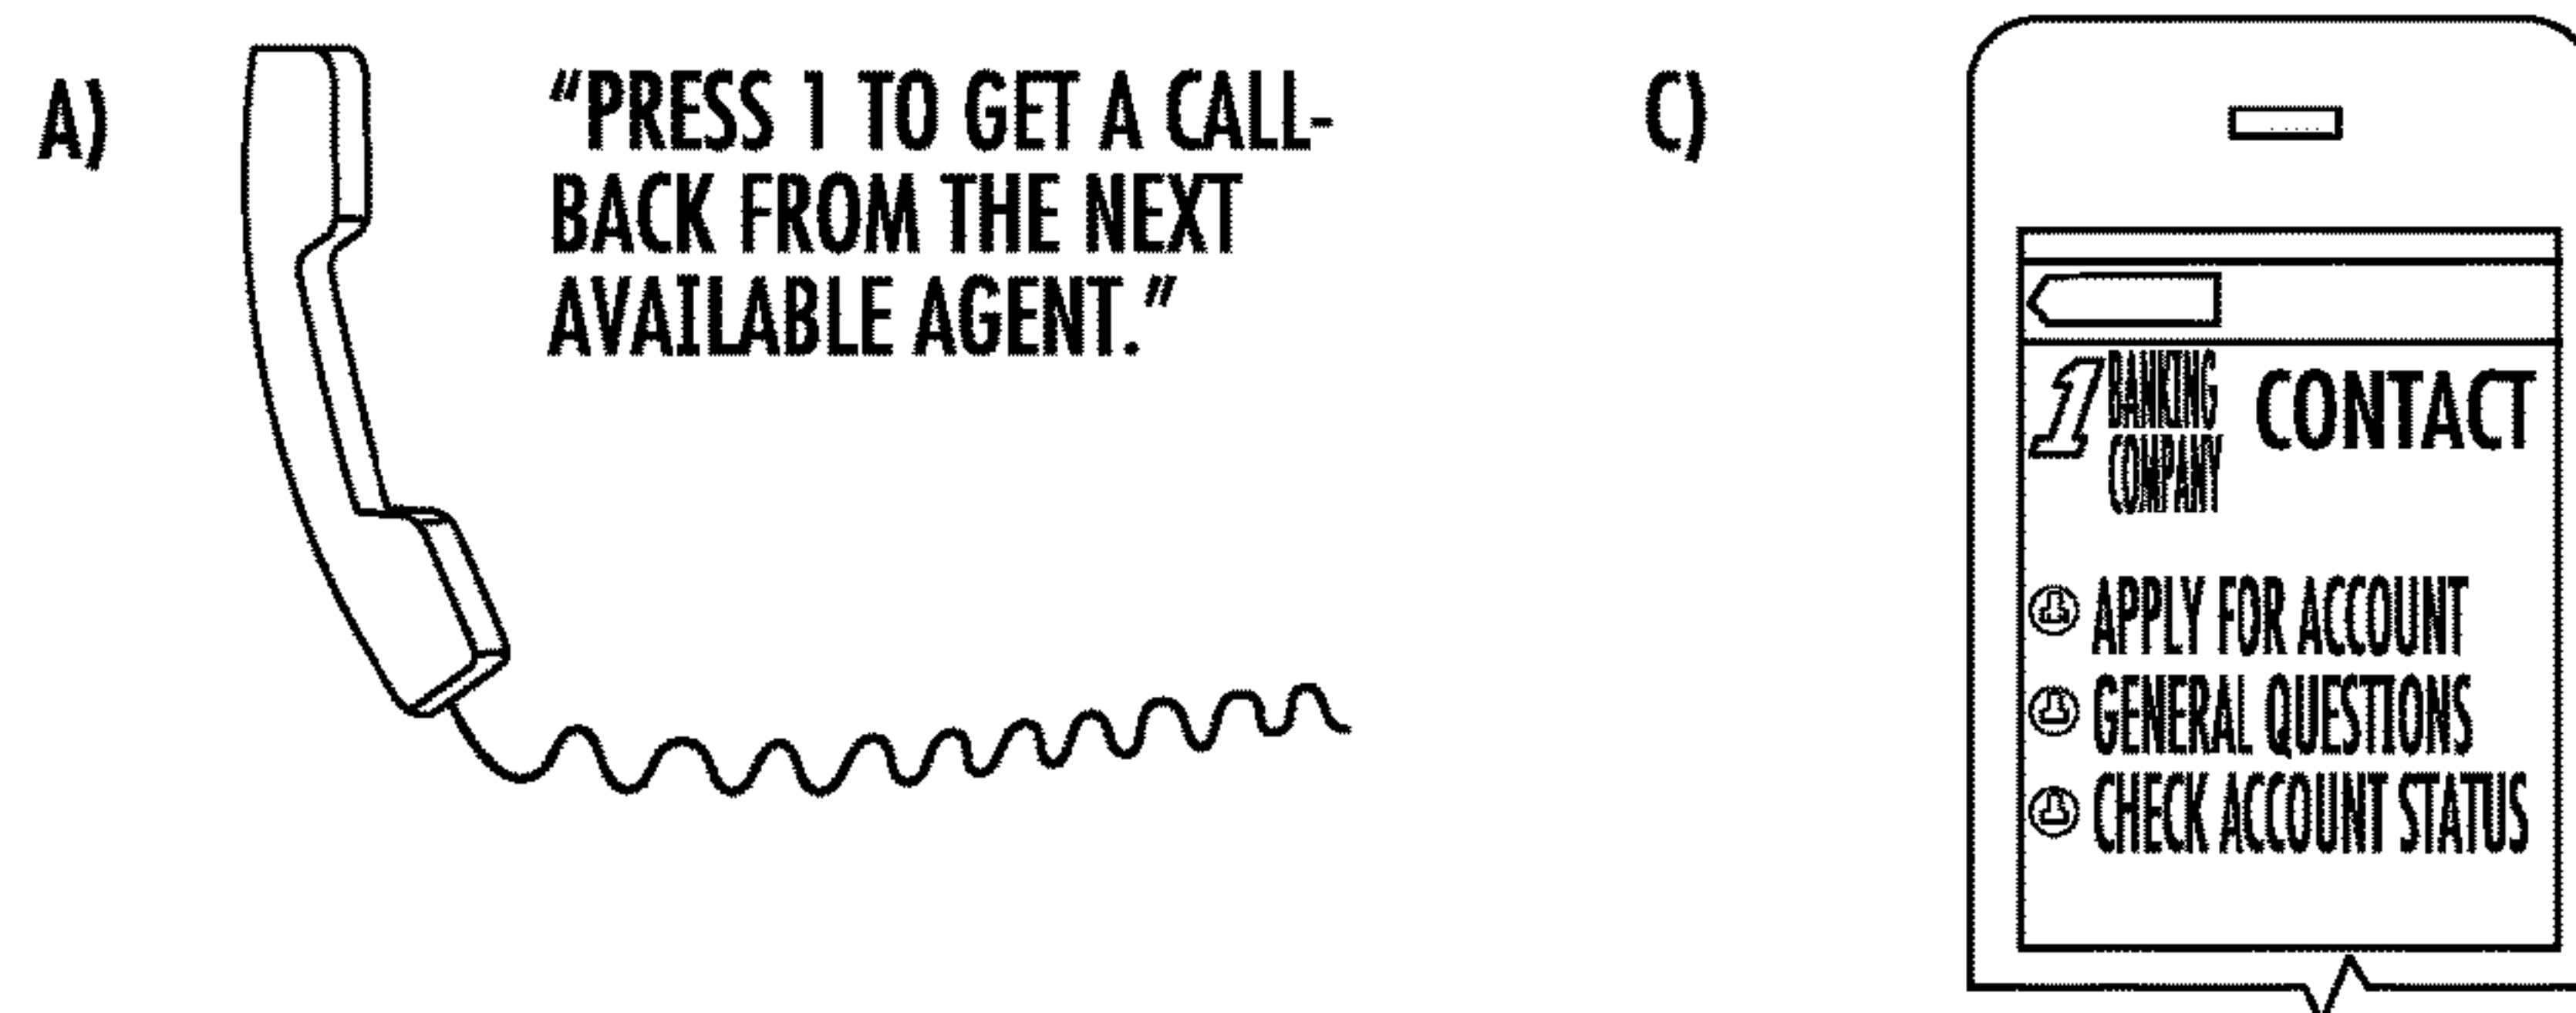 A)
"PRESS 1 TO GET A CALL-
BACK FROM THE NEXT
AVAILABLE AGENT."
C)
1 BANKING
COMPANY
CONTACT
APPLY FOR ACCOUNT
GENERAL QUESTIONS
CHECK ACCOUNT STATUS